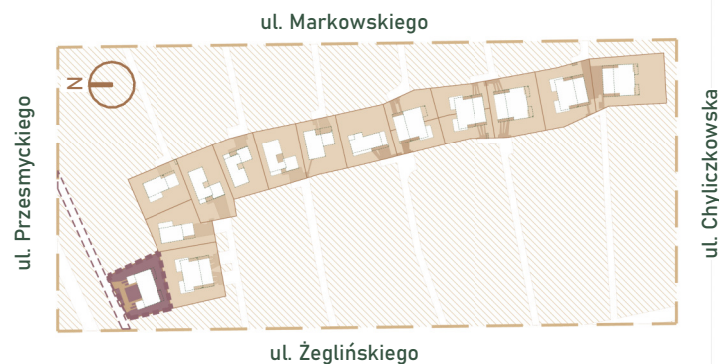 ul. Markowskiego
N
ul. Przesmyckiego
ul. Chyliczkowska
ul. Żeglińskiego